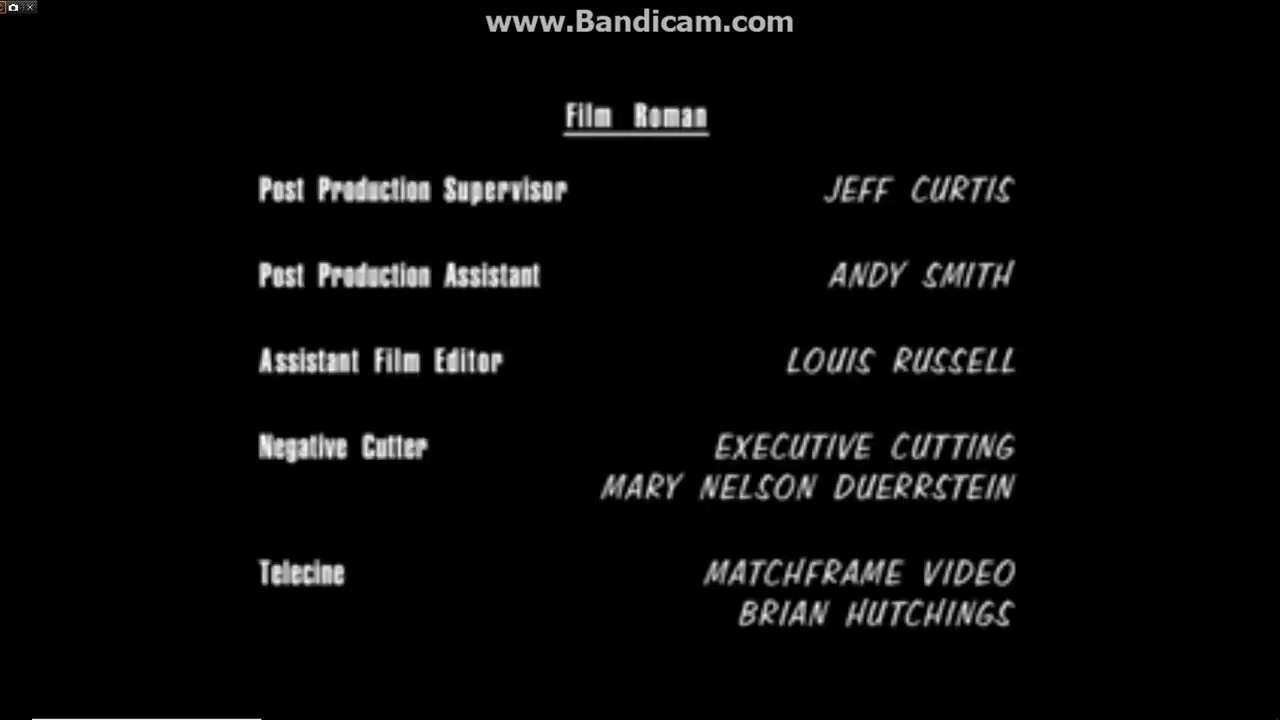 www.Bandicam.com
Film Roman
Post Production Supervisor JEFF CURTIS
Post Production Assistant ANDY SMITH
Assistant Film Editor LOUIS RUSSELL
Negative Cutter EXECUTIVE CUTTING
MARY NELSON DUERRSTEIN
Telecine MATCHFRAME VIDEO
BRIAN HUTCHINGS